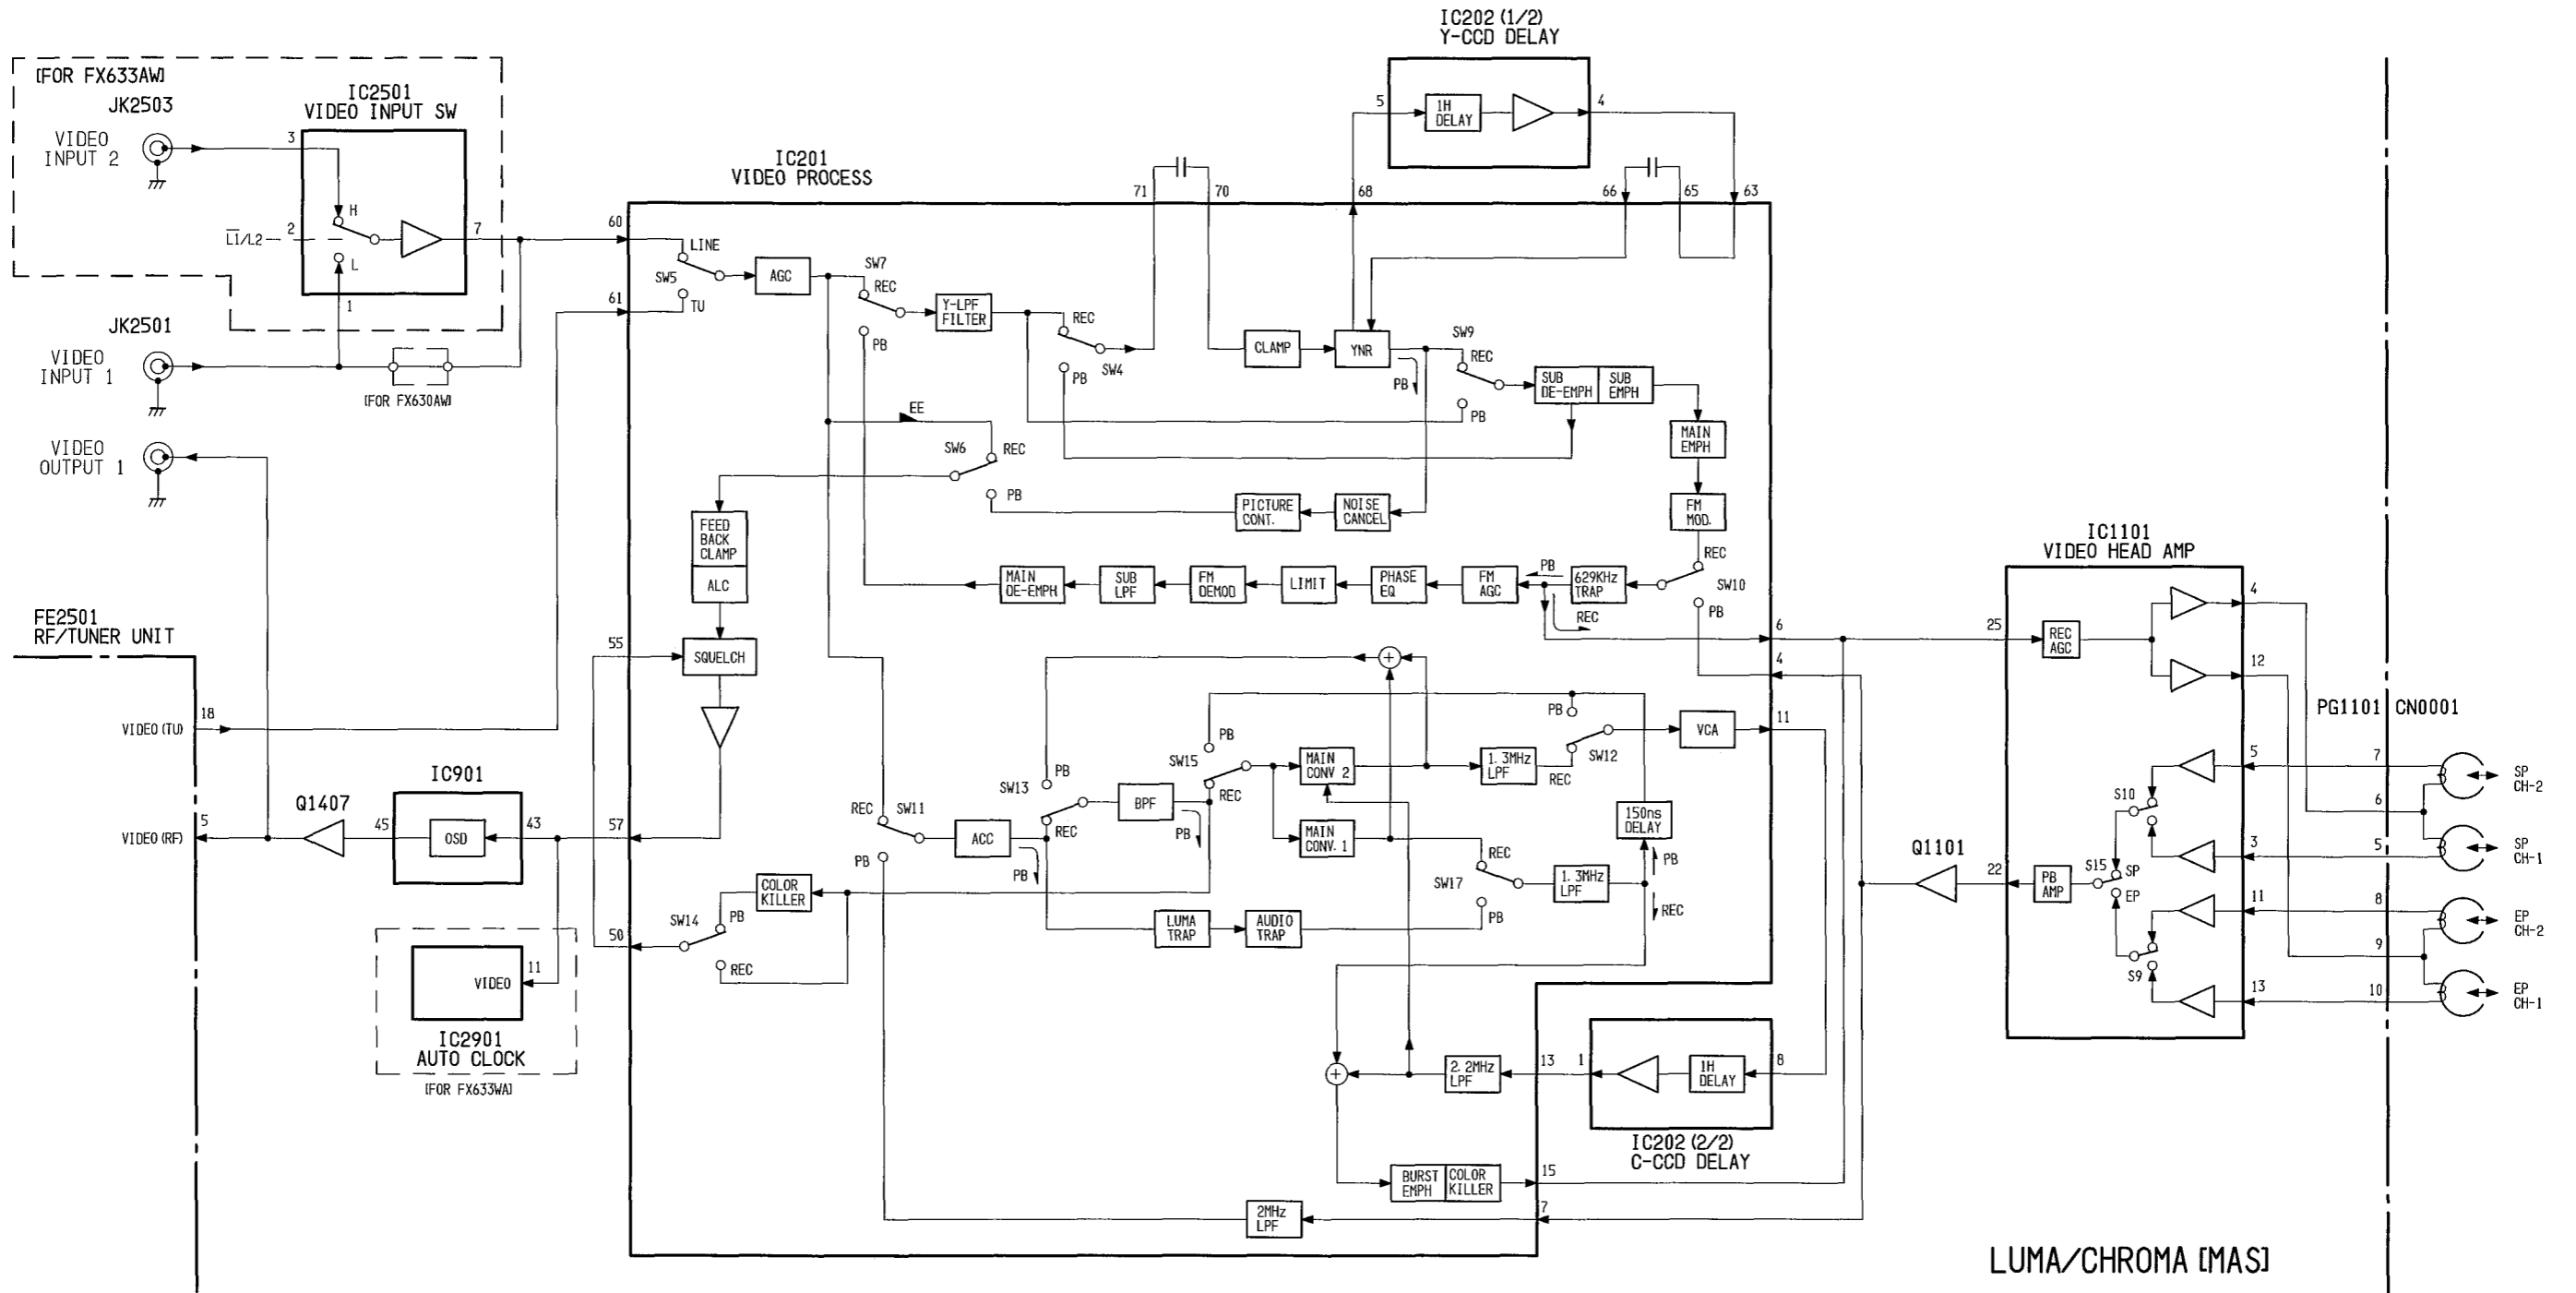 [FOR FX633AW]
JK2503
VIDEO
INPUT 2
IC2501
VIDEO INPUT SW
3
H
2
L1/L2
7
L
1
JK2501
VIDEO
INPUT 1
[FOR FX630AW]
VIDEO
OUTPUT 1
FE2501
RF/TUNER UNIT
VIDEO(TU)
18
VIDEO(RF)
5
Q1407
IC901
45
OSD
43
VIDEO
11
IC2901
AUTO CLOCK
[FOR FX633WA]
IC201
VIDEO PROCESS
60
61
55
57
50
LINE
SW5
TU
AGC
SW7
REC
PB
Y-LPF
FILTER
REC
PB
SW4
71
70
68
66
65
63
IC202(1/2)
Y-CCD DELAY
5
1H
DELAY
4
CLAMP
YNR
PB
SW9
REC
PB
SUB
DE-EMPH
SUB
EMPH
MAIN
EMPH
FM
MOD.
EE
SW6
REC
PB
PICTURE
CONT.
NOISE
CANCEL
FEED
BACK
CLAMP
ALC
SQUELCH
MAIN
DE-EMPH
SUB
LPF
FM
DEMOD
LIMIT
PHASE
EQ
FM
AGC
PB
629KHz
TRAP
REC
REC
SW10
PB
6
4
11
SW13
PB
REC
SW15
PB
REC
BPF
PB
MAIN
CONV 2
MAIN
CONV. 1
1.3MHz
LPF
PB
SW12
REC
VCA
150ns
DELAY
PB
REC
REC
SW11
PB
ACC
PB
REC
SW17
PB
1.3MHz
LPF
COLOR
KILLER
SW14
PB
REC
LUMA
TRAP
AUDIO
TRAP
2.2MHz
LPF
13
1
1H
DELAY
8
IC202(2/2)
C-CCD DELAY
BURST
EMPH
COLOR
KILLER
15
2MHz
LPF
7
Q1101
IC1101
VIDEO HEAD AMP
25
REC
AGC
4
12
22
PB
AMP
S10
S15
SP
EP
S9
5
3
11
13
PG1101
CN0001
7
6
5
8
9
10
SP
CH-2
SP
CH-1
EP
CH-2
EP
CH-1
LUMA/CHROMA [MAS]